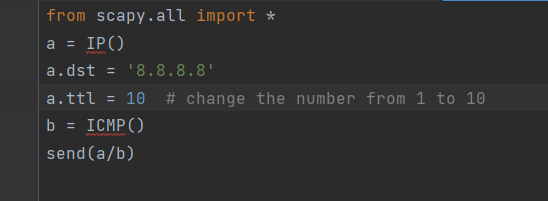 from scapy.all import *
a = IP()
a.dst = '8.8.8.8'
a.ttl = 10  # change the number from 1 to 10
b = ICMP()
send(a/b)